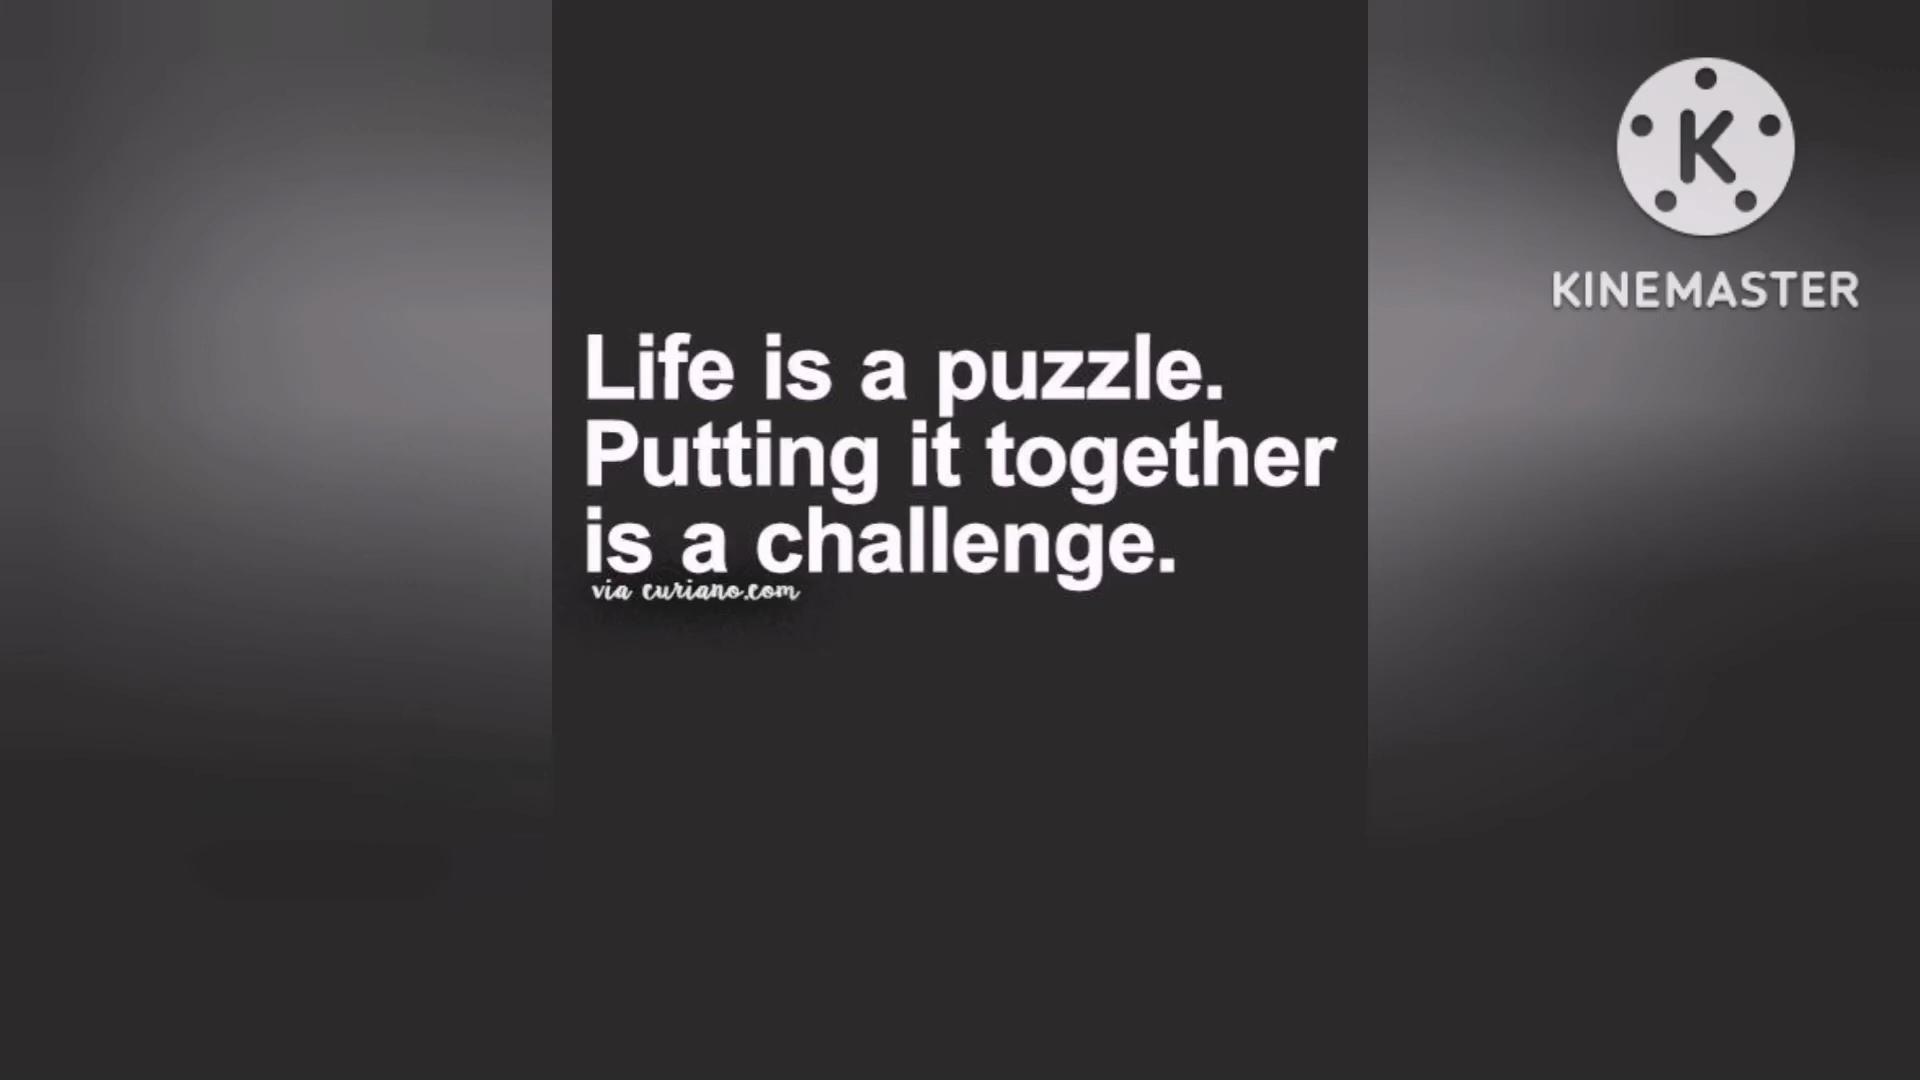 K
KINEMASTER
Life is a puzzle.
Putting it together
is a challenge.
via curiano.com